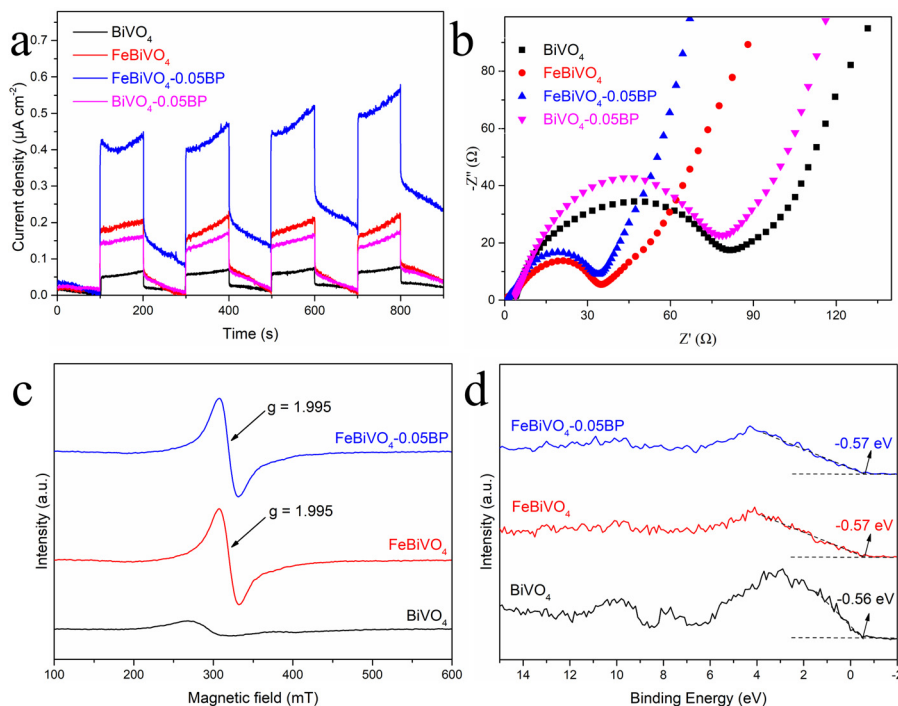 a
BiVO4
FeBiVO4
FeBiVO4-0.05BP
BiVO4-0.05BP
0.7
0.6
0.5
0.4
0.3
0.2
0.1
0.0
Current density (μA cm-2)
200 400 600 800
Time (s)
b
BiVO4
FeBiVO4
FeBiVO4-0.05BP
BiVO4-0.05BP
80
60
40
20
0
-Z" (Ω)
0 30 60 90 120
Z' (Ω)
c
g = 1.995
FeBiVO4-0.05BP
g = 1.995
FeBiVO4
BiVO4
Intensity (a.u.)
100 200 300 400 500 600
Magnetic field (mT)
d
FeBiVO4-0.05BP
-0.57 eV
FeBiVO4
-0.57 eV
BiVO4
-0.56 eV
Intensity (a.u.)
14 12 10 8 6 4 2 0 -2
Binding Energy (eV)